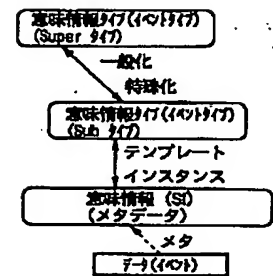 意味情報タイプ(イベントタイプ)
(Super タイプ)
一般化
特殊化
意味情報タイプ(イベントタイプ)
(Sub タイプ)
テンプレート
インスタンス
意味情報 (SI)
(メタデータ)
メタ
データ(イベント)